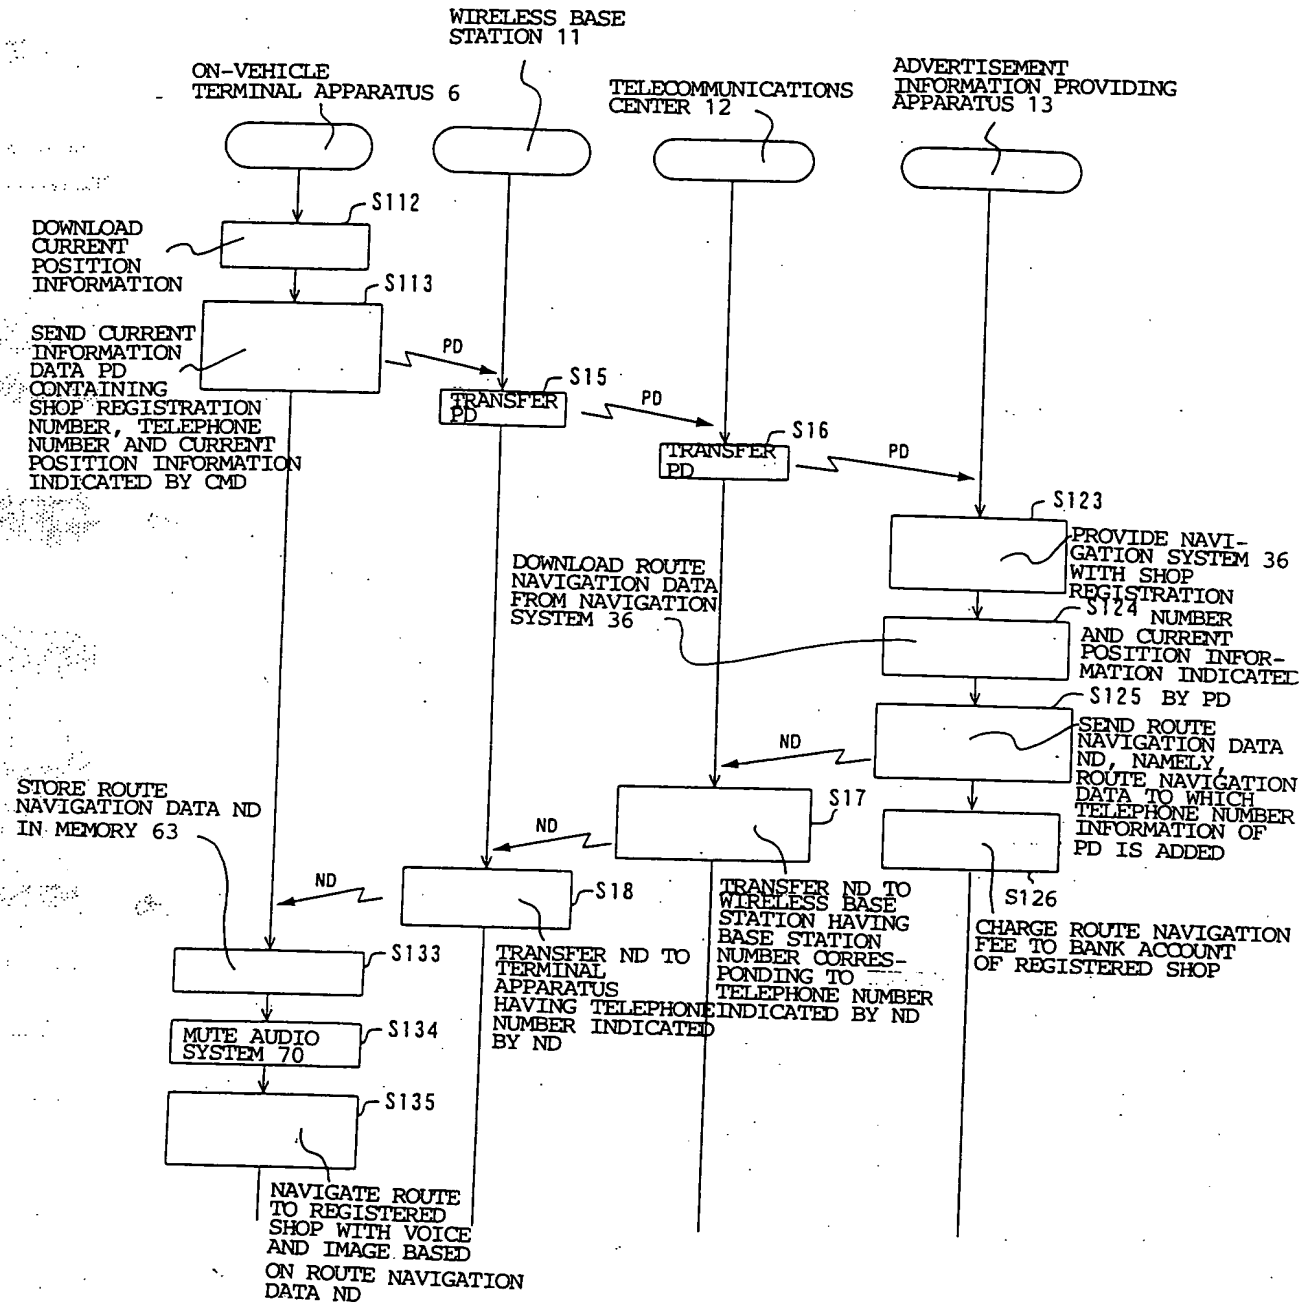 WIRELESS BASE
STATION 11
ON-VEHICLE
TERMINAL APPARATUS 6
TELECOMMUNICATIONS
CENTER 12
ADVERTISEMENT
INFORMATION PROVIDING
APPARATUS 13
S112
DOWNLOAD
CURRENT
POSITION
INFORMATION
S113
SEND CURRENT
INFORMATION
DATA PD
CONTAINING
SHOP REGISTRATION
NUMBER, TELEPHONE
NUMBER AND CURRENT
POSITION INFORMATION
INDICATED BY CMD
PD
S15
TRANSFER
PD
PD
S16
TRANSFER
PD
PD
S123
PROVIDE NAVI-
GATION SYSTEM 36
WITH SHOP
REGISTRATION
NUMBER
AND CURRENT
POSITION INFOR-
MATION INDICATED
BY PD
S124
DOWNLOAD ROUTE
NAVIGATION DATA
FROM NAVIGATION
SYSTEM 36
S125
SEND ROUTE
NAVIGATION DATA
ND, NAMELY,
ROUTE NAVIGATION
DATA TO WHICH
TELEPHONE NUMBER
INFORMATION OF
PD IS ADDED
ND
S17
TRANSFER ND TO
WIRELESS BASE
STATION HAVING
BASE STATION
NUMBER CORRES-
PONDING TO
TELEPHONE NUMBER
INDICATED BY ND
S126
CHARGE ROUTE NAVIGATION
FEE TO BANK ACCOUNT
OF REGISTERED SHOP
ND
S18
TRANSFER ND TO
TERMINAL
APPARATUS
HAVING TELEPHONE
NUMBER INDICATED
BY ND
ND
STORE ROUTE
NAVIGATION DATA ND
IN MEMORY 63
S133
S134
MUTE AUDIO
SYSTEM 70
S135
NAVIGATE ROUTE
TO REGISTERED
SHOP WITH VOICE
AND IMAGE BASED
ON ROUTE NAVIGATION
DATA ND